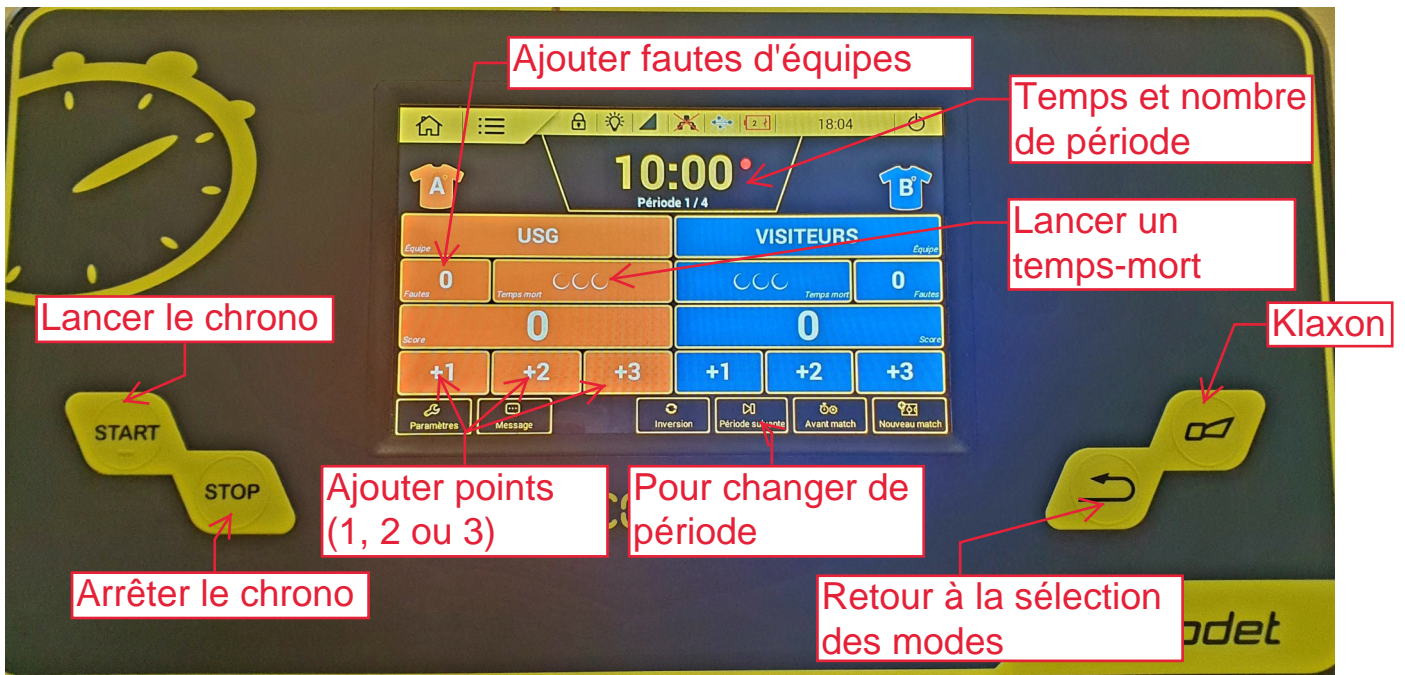 Ajouter fautes d'équipes
Temps et nombre
de période
2
18:04
A
10:00
Période 1 / 4
B
USG
Équipe
VISITEURS
Équipe
Lancer un
temps-mort
0
Fautes
Temps mort
Temps mort
0
Fautes
Lancer le chrono
Klaxon
0
Score
0
Score
+1
+2
+3
+1
+2
+3
Paramètres
Message
Inversion
Période suivante
Avant match
Nouveau match
START
STOP
Ajouter points
(1, 2 ou 3)
Pour changer de
période
Arrêter le chrono
Retour à la sélection
des modes
odet